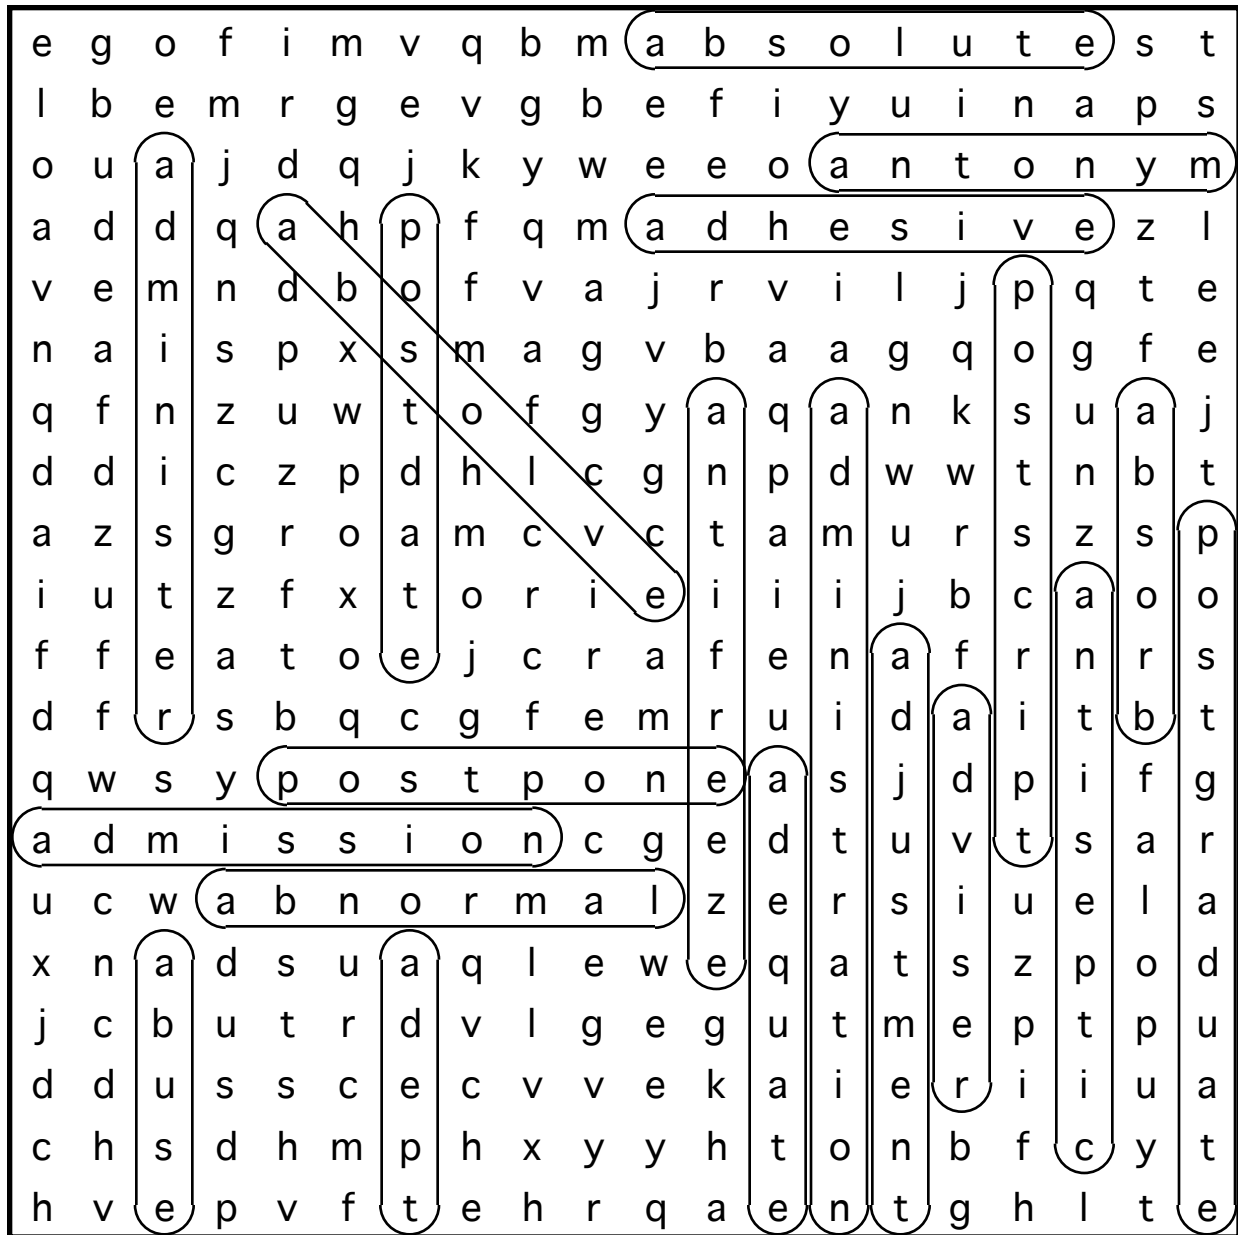 e g o f i m v q b m a b s o l u t e s t
l b e m r g e v g b e f i y u i n a p s
o u a j d q j k y w e e o a n t o n y m
a d d q a h p f q m a d h e s i v e z l
v e m n d b o f v a j r v i l j p q t e
n a i s p x s m a g v b a a g q o g f e
q f n z u w t o f g y a q a n k s u a j
d d i c z p d h l c g n p d w w t n b t
a z s g r o a m c v c t a m u r s z s p
i u t z f x t o r i e i i i j b c a o o
f f e a t o e j c r a f e n a f r n r s
d f r s b q c g f e m r u i d a i t b t
q w s y p o s t p o n e a s j d p i f g
a d m i s s i o n c g e d t u v t s a r
u c w a b n o r m a l z e r s i u e l a
x n a d s u a q l e w e q a t s z p o d
j c b u t r d v l g e g u t m e p t p u
d d u s s c e c v v e k a i e r i i u a
c h s d h m p h x y y h t o n b f c y t
h v e p v f t e h r q a e n t g h l t e